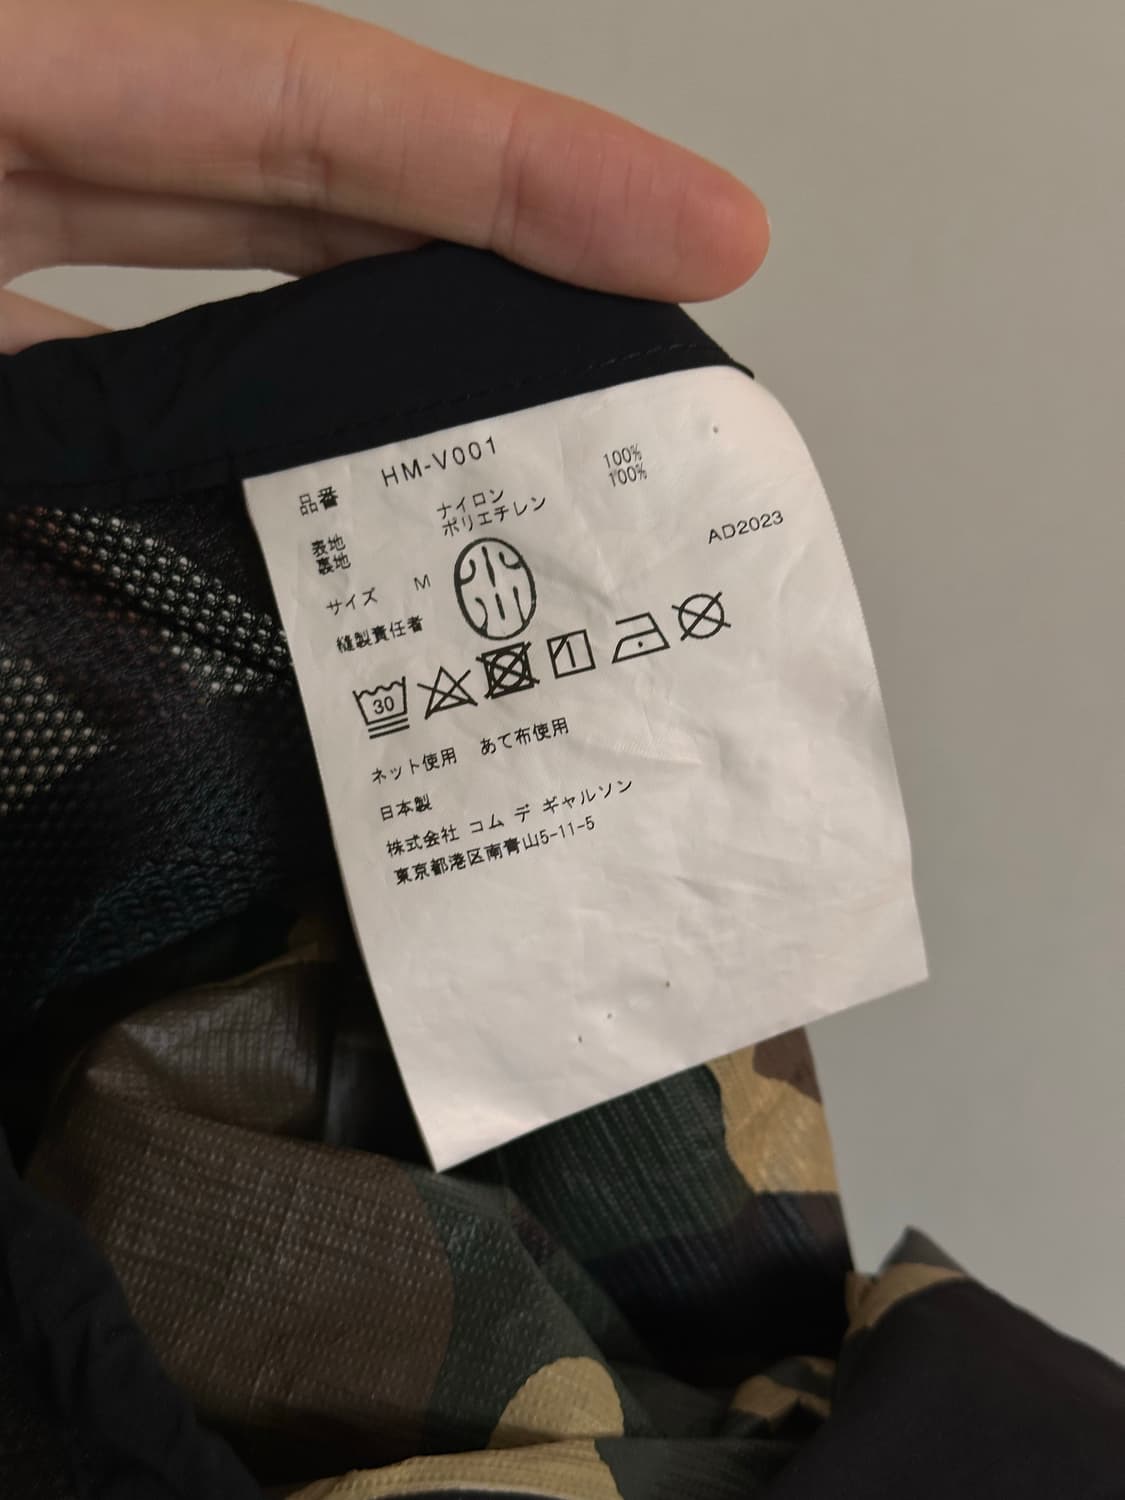 品番 HM-V001
表地 ナイロン 100%
裏地 ポリエチレン 100%
AD2023
サイズ M
縫製責任者
30
ネット使用 あて布使用
日本製
株式会社 コム デ ギャルソン
東京都港区南青山5-11-5